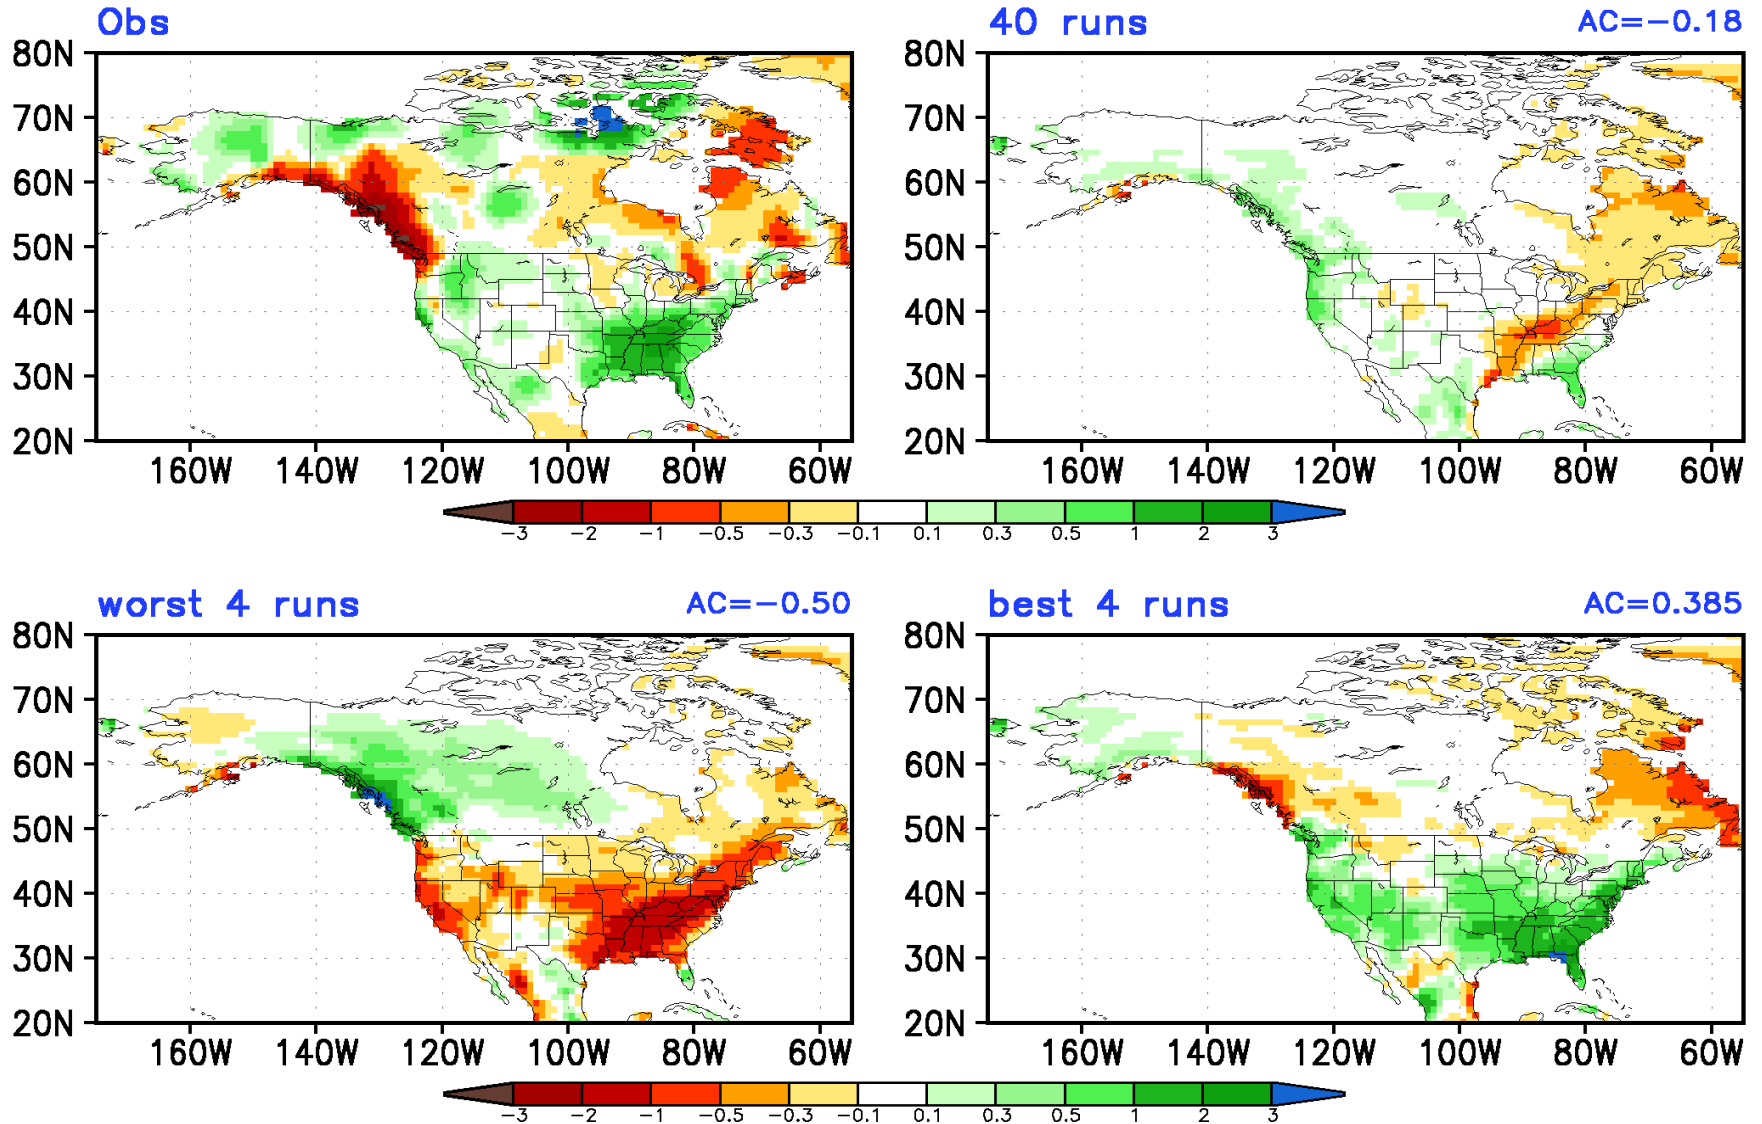 Obs
40 runs AC=-0.18
80N 80N
70N 70N
60N 60N
50N 50N
40N 40N
30N 30N
20N 20N
160W 140W 120W 100W 80W 60W 160W 140W 120W 100W 80W 60W
-3 -2 -1 -0.5 -0.3 -0.1 0.1 0.3 0.5 1 2 3
worst 4 runs AC=-0.50
best 4 runs AC=0.385
80N 80N
70N 70N
60N 60N
50N 50N
40N 40N
30N 30N
20N 20N
160W 140W 120W 100W 80W 60W 160W 140W 120W 100W 80W 60W
-3 -2 -1 -0.5 -0.3 -0.1 0.1 0.3 0.5 1 2 3